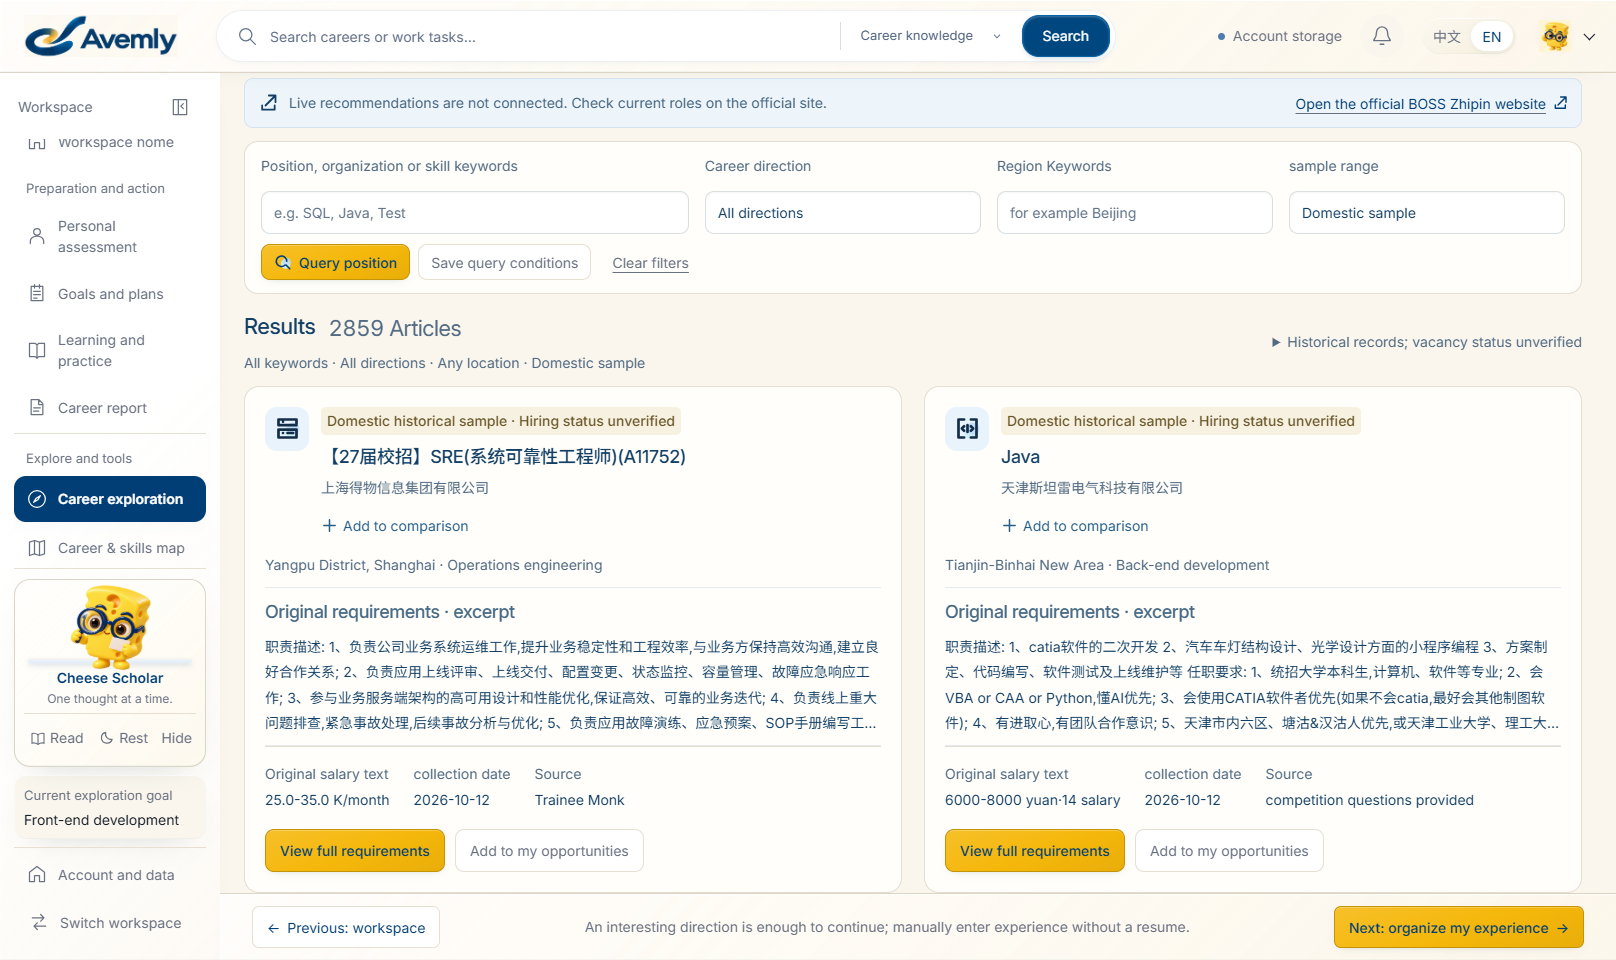 Avemly
Search careers or work tasks...
Career knowledge
Search
Account storage
中文
EN
Workspace
Workspace home
Preparation and action
Personal
assessment
Goals and plans
Learning and
practice
Career report
Explore and tools
Career exploration
Career & skills map
Cheese Scholar
One thought at a time.
Read
Rest
Hide
Current exploration goal
Front-end development
Account and data
Switch workspace
Live recommendations are not connected. Check current roles on the official site.
Open the official BOSS Zhipin website
Position, organization or skill keywords
Career direction
Region Keywords
sample range
e.g. SQL, Java, Test
All directions
for example Beijing
Domestic sample
Query position
Save query conditions
Clear filters
Results 2859 Articles
Historical records; vacancy status unverified
All keywords · All directions · Any location · Domestic sample
Domestic historical sample · Hiring status unverified
【27届校招】SRE(系统可靠性工程师)(A11752)
上海得物信息集团有限公司
Add to comparison
Yangpu District, Shanghai · Operations engineering
Original requirements · excerpt
职责描述: 1、负责公司业务系统运维工作,提升业务稳定性和工程效率,与业务方保持高效沟通,建立良
好合作关系; 2、负责应用上线评审、上线交付、配置变更、状态监控、容量管理、故障应急响应工
作; 3、参与业务服务端架构的高可用设计和性能优化,保证高效、可靠的业务迭代; 4、负责线上重大
问题排查,紧急事故处理,后续事故分析与优化; 5、负责应用故障演练、应急预案、SOP手册编写工...
Original salary text
collection date
Source
25.0-35.0 K/month
2026-10-12
Trainee Monk
View full requirements
Add to my opportunities
Domestic historical sample · Hiring status unverified
Java
天津斯坦雷电气科技有限公司
Add to comparison
Tianjin-Binhai New Area · Back-end development
Original requirements · excerpt
职责描述: 1、catia软件的二次开发 2、汽车车灯结构设计、光学设计方面的小程序编程 3、方案制
定、代码编写、软件测试及上线维护等 任职要求: 1、统招大学本科生,计算机、软件等专业; 2、会
VBA or CAA or Python,懂AI优先; 3、会使用CATIA软件者优先(如果不会catia,最好会其他制图软
件); 4、有进取心,有团队合作意识; 5、天津市内六区、塘沽&汉沽人优先,或天津工业大学、理工大...
Original salary text
collection date
Source
6000-8000 yuan·14 salary
2026-10-12
competition questions provided
View full requirements
Add to my opportunities
← Previous: workspace
An interesting direction is enough to continue; manually enter experience without a resume.
Next: organize my experience →